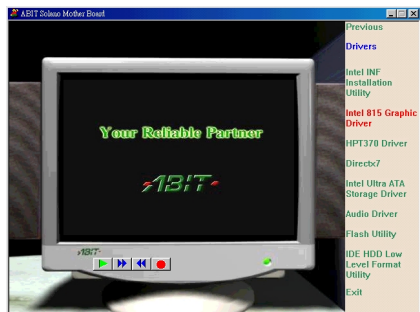 ABIT Solano Mother Board
Your Reliable Partner
ABIT
ABIT
Previous
Drivers
Intel INF
Installation
Utility
Intel 815 Graphic
Driver
HPT370 Driver
Directx7
Intel Ultra ATA
Storage Driver
Audio Driver
Flash Utility
IDE HDD Low
Level Format
Utility
Exit